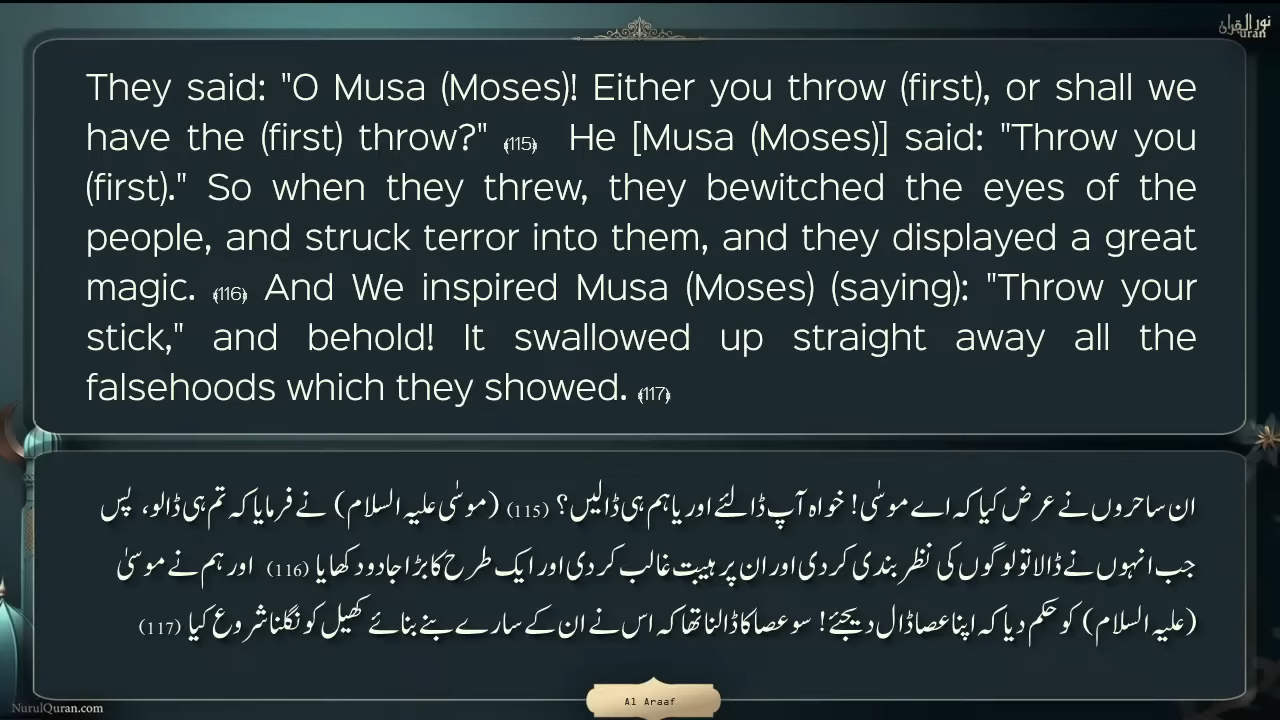 نور القرآن
uran
They said: "O Musa (Moses)! Either you throw (first), or shall we
have the (first) throw?" ﴾115﴿ He [Musa (Moses)] said: "Throw you
(first)." So when they threw, they bewitched the eyes of the
people, and struck terror into them, and they displayed a great
magic. ﴾116﴿ And We inspired Musa (Moses) (saying): "Throw your
stick," and behold! It swallowed up straight away all the
falsehoods which they showed. ﴾117﴿
ان ساحروں نے عرض کیا کہ اے موسٰی! خواہ آپ ڈالئے اور یا ہم ہی ڈالیں؟ (115) (موسٰی علیہ السلام) نے فرمایا کہ تم ہی ڈالو، پس
جب انہوں نے ڈالا تو لوگوں کی نظر بندی کر دی اور ان پر ہیبت غالب کر دی اور ایک طرح کا بڑا جادو دکھایا (116) اور ہم نے موسیٰ
(علیہ السلام) کو حکم دیا کہ اپنا عصا ڈال دیجئے! سو عصا کا ڈالنا تھا کہ اس نے ان کے سارے بنے بنائے کھیل کو نگلنا شروع کیا (117)
NurulQuran.com
Al Araaf